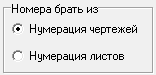 Номера брать из
Нумерация чертежей
Нумерация листов